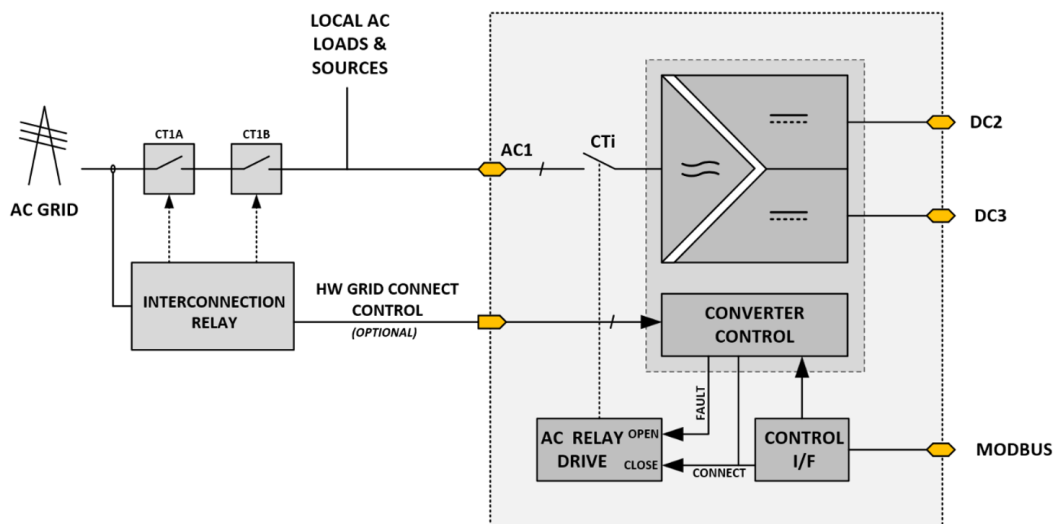 LOCAL AC
LOADS &
SOURCES
CT1A
CT1B
AC1
CTi
DC2
AC GRID
DC3
INTERCONNECTION
RELAY
HW GRID CONNECT
CONTROL
(OPTIONAL)
CONVERTER
CONTROL
FAULT
AC RELAY
DRIVE
OPEN
CLOSE
CONNECT
CONTROL
I/F
MODBUS